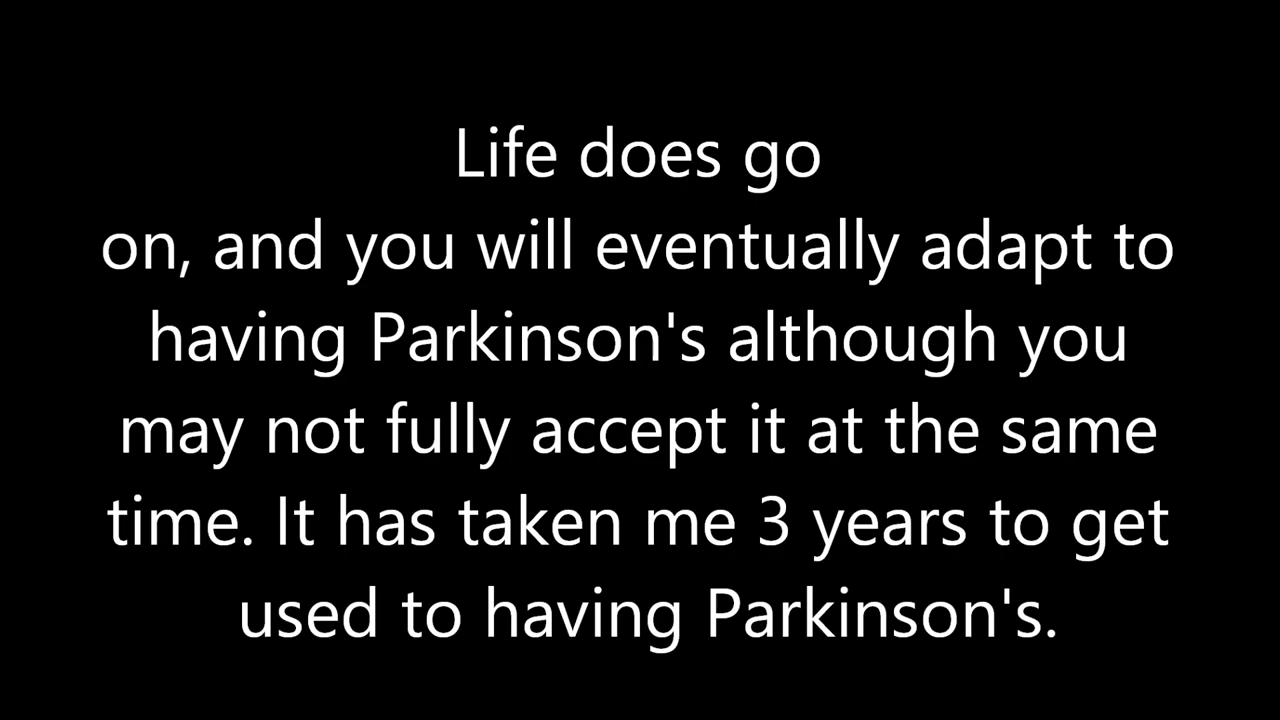 Life does go
on, and you will eventually adapt to
having Parkinson's although you
may not fully accept it at the same
time. It has taken me 3 years to get
used to having Parkinson's.